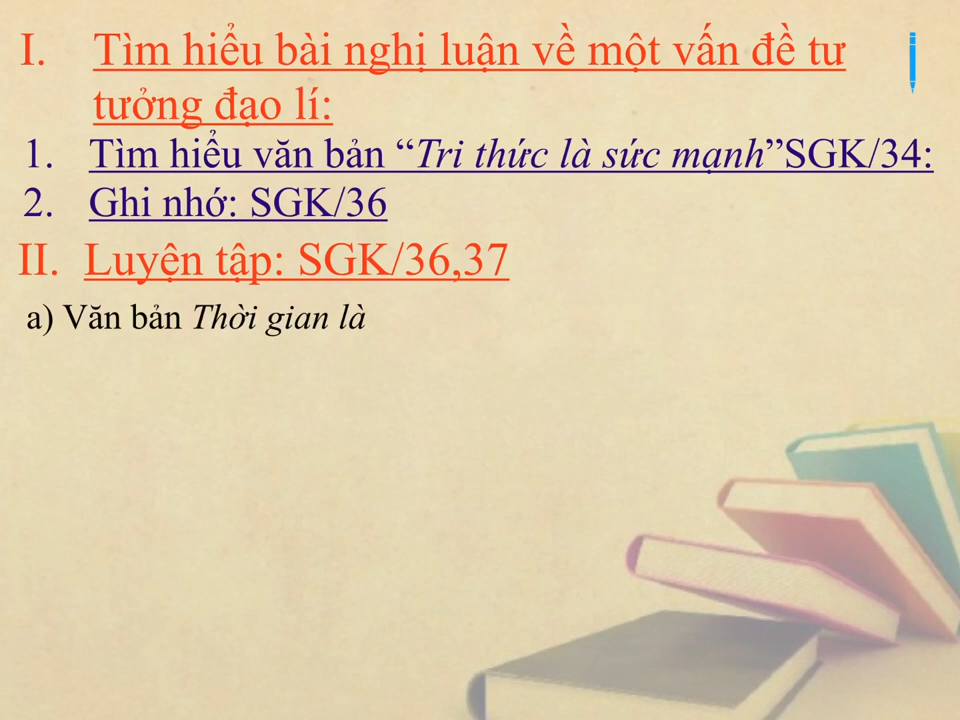 I. Tìm hiểu bài nghị luận về một vấn đề tư
tưởng đạo lí:
1. Tìm hiểu văn bản “Tri thức là sức mạnh”SGK/34:
2. Ghi nhớ: SGK/36
II. Luyện tập: SGK/36,37
a) Văn bản Thời gian là